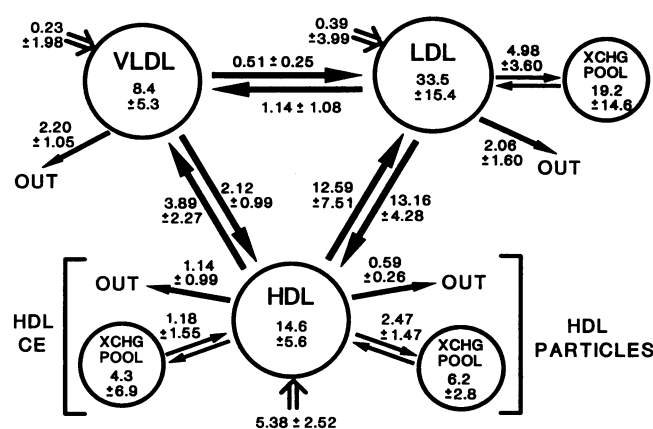 0.23
±1.98
VLDL
8.4
±5.3
0.51 ± 0.25
1.14 ± 1.08
0.39
±3.99
LDL
33.5
±15.4
4.98
±3.60
XCHG
POOL
19.2
±14.6
2.20
±1.05
OUT
2.06
±1.60
OUT
3.89
±2.27
2.12
±0.99
12.59
±7.51
13.16
±4.28
HDL
CE
OUT
1.14
±0.99
1.18
±1.55
XCHG
POOL
4.3
±6.9
HDL
14.6
±5.6
5.38 ± 2.52
0.59
±0.26
OUT
2.47
±1.47
XCHG
POOL
6.2
±2.8
HDL
PARTICLES